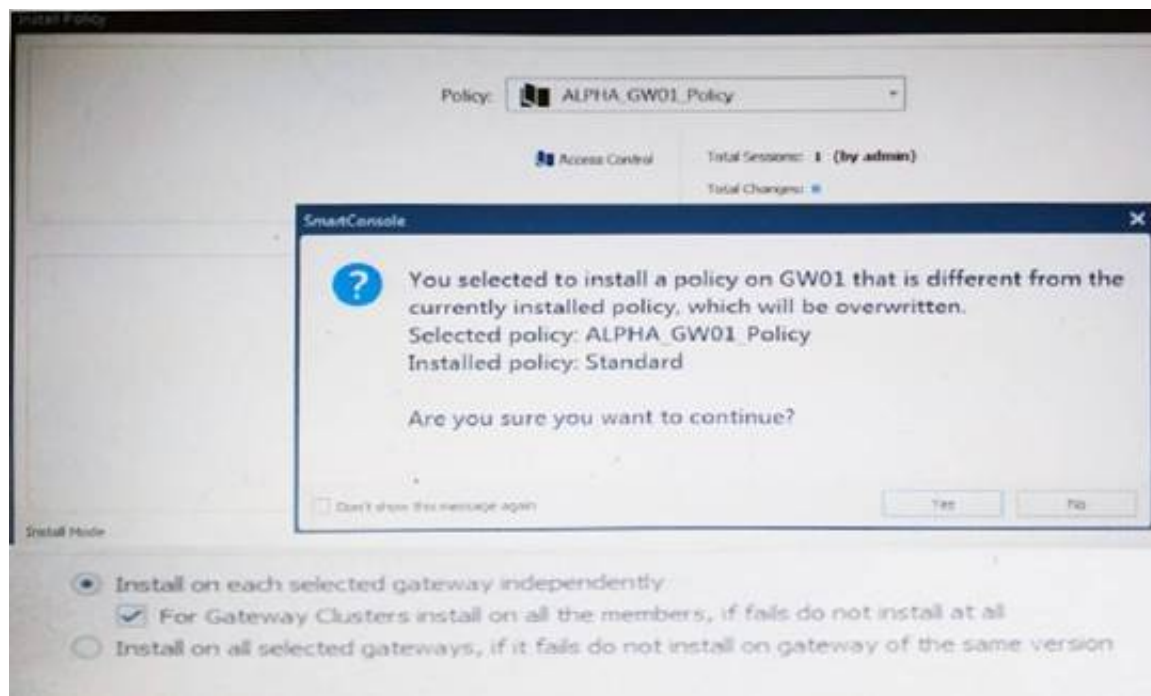 Install Policy
Policy: ALPHA_GW01_Policy
Access Control
Total Sessions: 1 (by admin)
Total Changes:
SmartConsole
You selected to install a policy on GW01 that is different from the
currently installed policy, which will be overwritten.
Selected policy: ALPHA_GW01_Policy
Installed policy: Standard
Are you sure you want to continue?
Don't show this message again
Yes
No
Install Mode
Install on each selected gateway independently
For Gateway Clusters install on all the members, if fails do not install at all
Install on all selected gateways, if it fails do not install on gateway of the same version